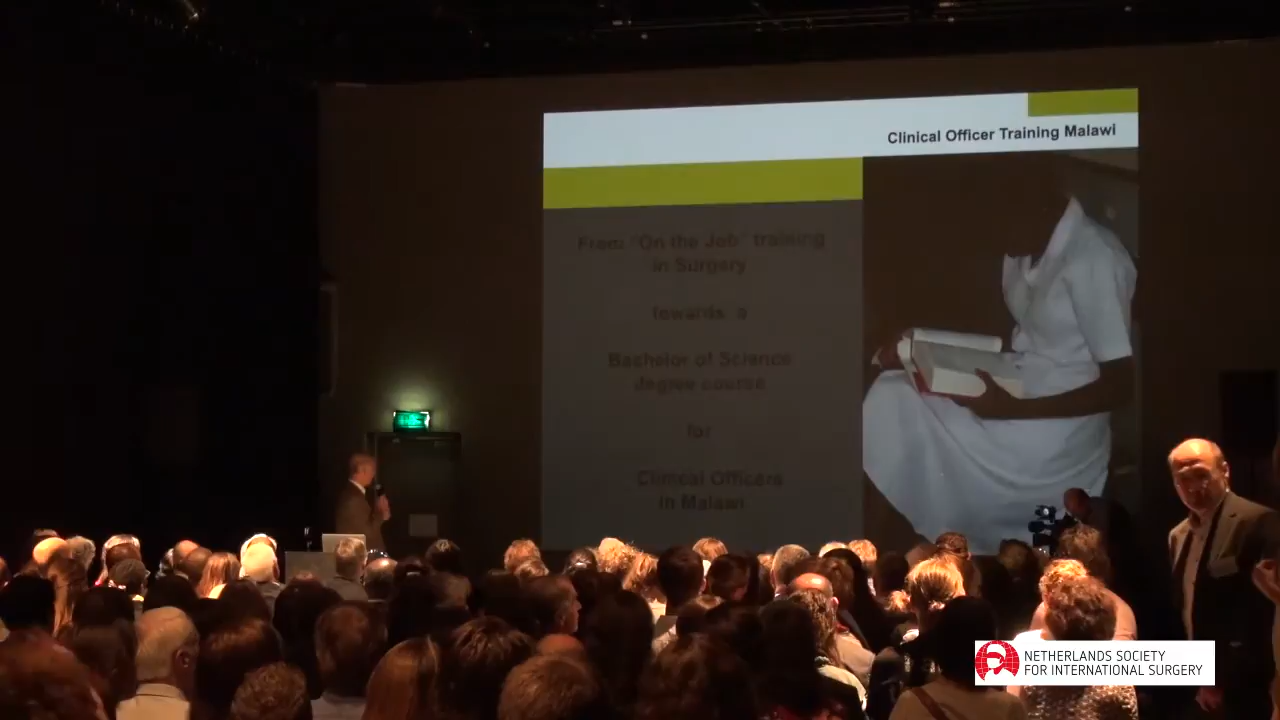 Clinical Officer Training Malawi
From "On the Job" training
in Surgery
towards a
Bachelor of Science
degree course
for
Clinical Officers
in Malawi
NETHERLANDS SOCIETY
FOR INTERNATIONAL SURGERY